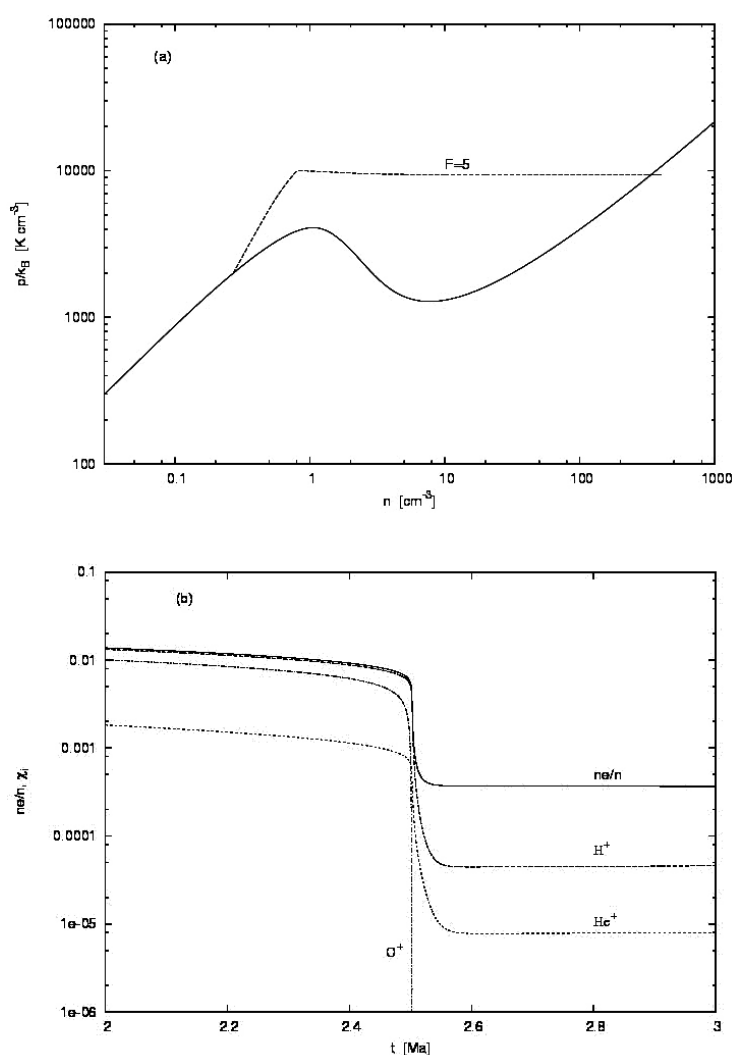 100000
(a)
F=5
10000
p/kB [K cm-3]
1000
100
0.1
1
10
100
1000
n [cm-3]
0.1
(b)
0.01
0.001
ne/n
ne/n, χi
0.0001
H+
1e-05
He+
O+
1e-06
2
2.2
2.4
2.6
2.8
3
t [Ma]